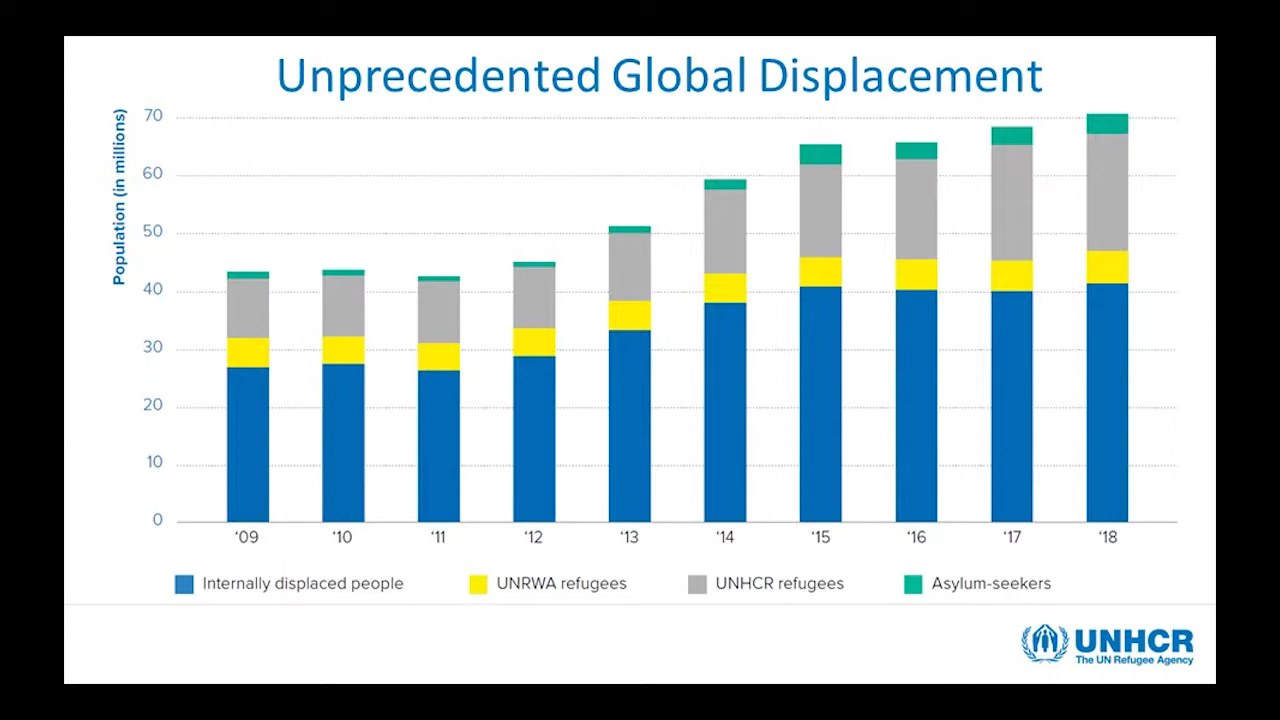 Unprecedented Global Displacement
Population (in millions)
70
60
50
40
30
20
10
0
‘09 ‘10 ‘11 ‘12 ‘13 ‘14 ‘15 ‘16 ‘17 ‘18
Internally displaced people UNRWA refugees UNHCR refugees Asylum-seekers
UNHCR
The UN Refugee Agency